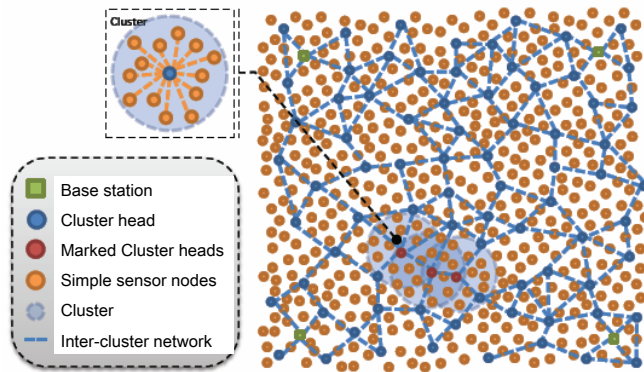 Cluster
Base station
Cluster head
Marked Cluster heads
Simple sensor nodes
Cluster
Inter-cluster network